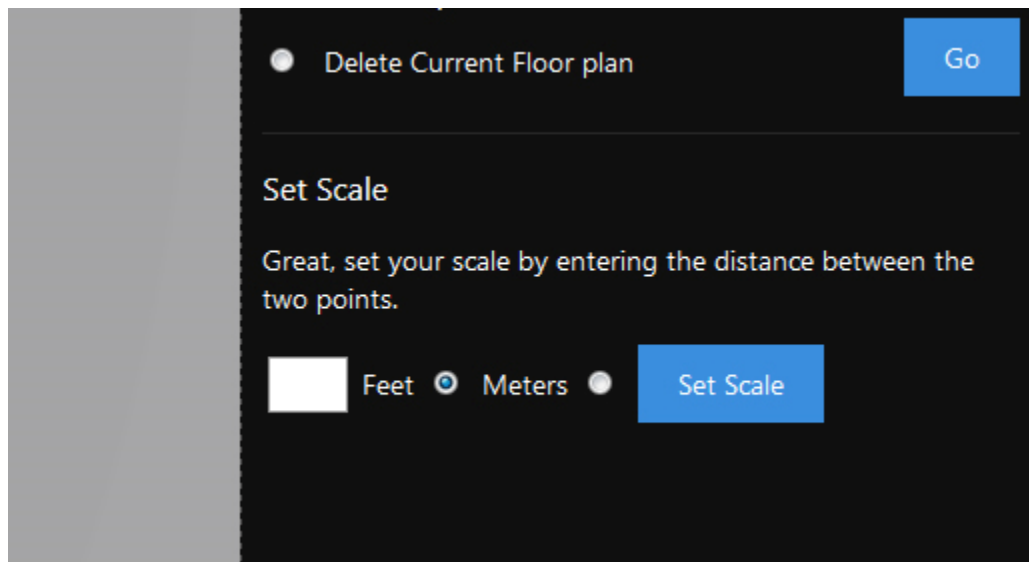 Delete Current Floor plan
Go
Set Scale
Great, set your scale by entering the distance between the
two points.
Feet Meters Set Scale